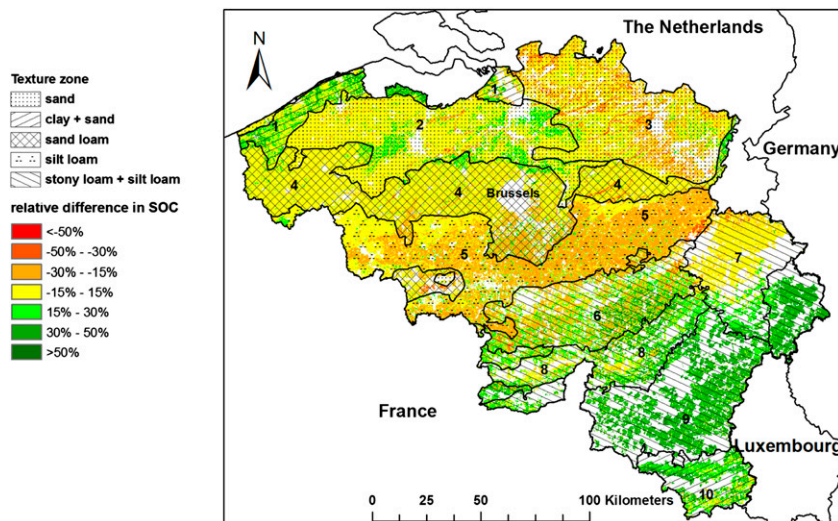 The Netherlands
N
Texture zone
sand
clay + sand
sand loam
silt loam
stony loam + silt loam
relative difference in SOC
<-50%
-50% - -30%
-30% - -15%
-15% - 15%
15% - 30%
30% - 50%
>50%
1
1
2
3
Germany
4
4
Brussels
4
5
5
7
6
8
8
France
9
Luxembourg
10
0 25 50 100 Kilometers